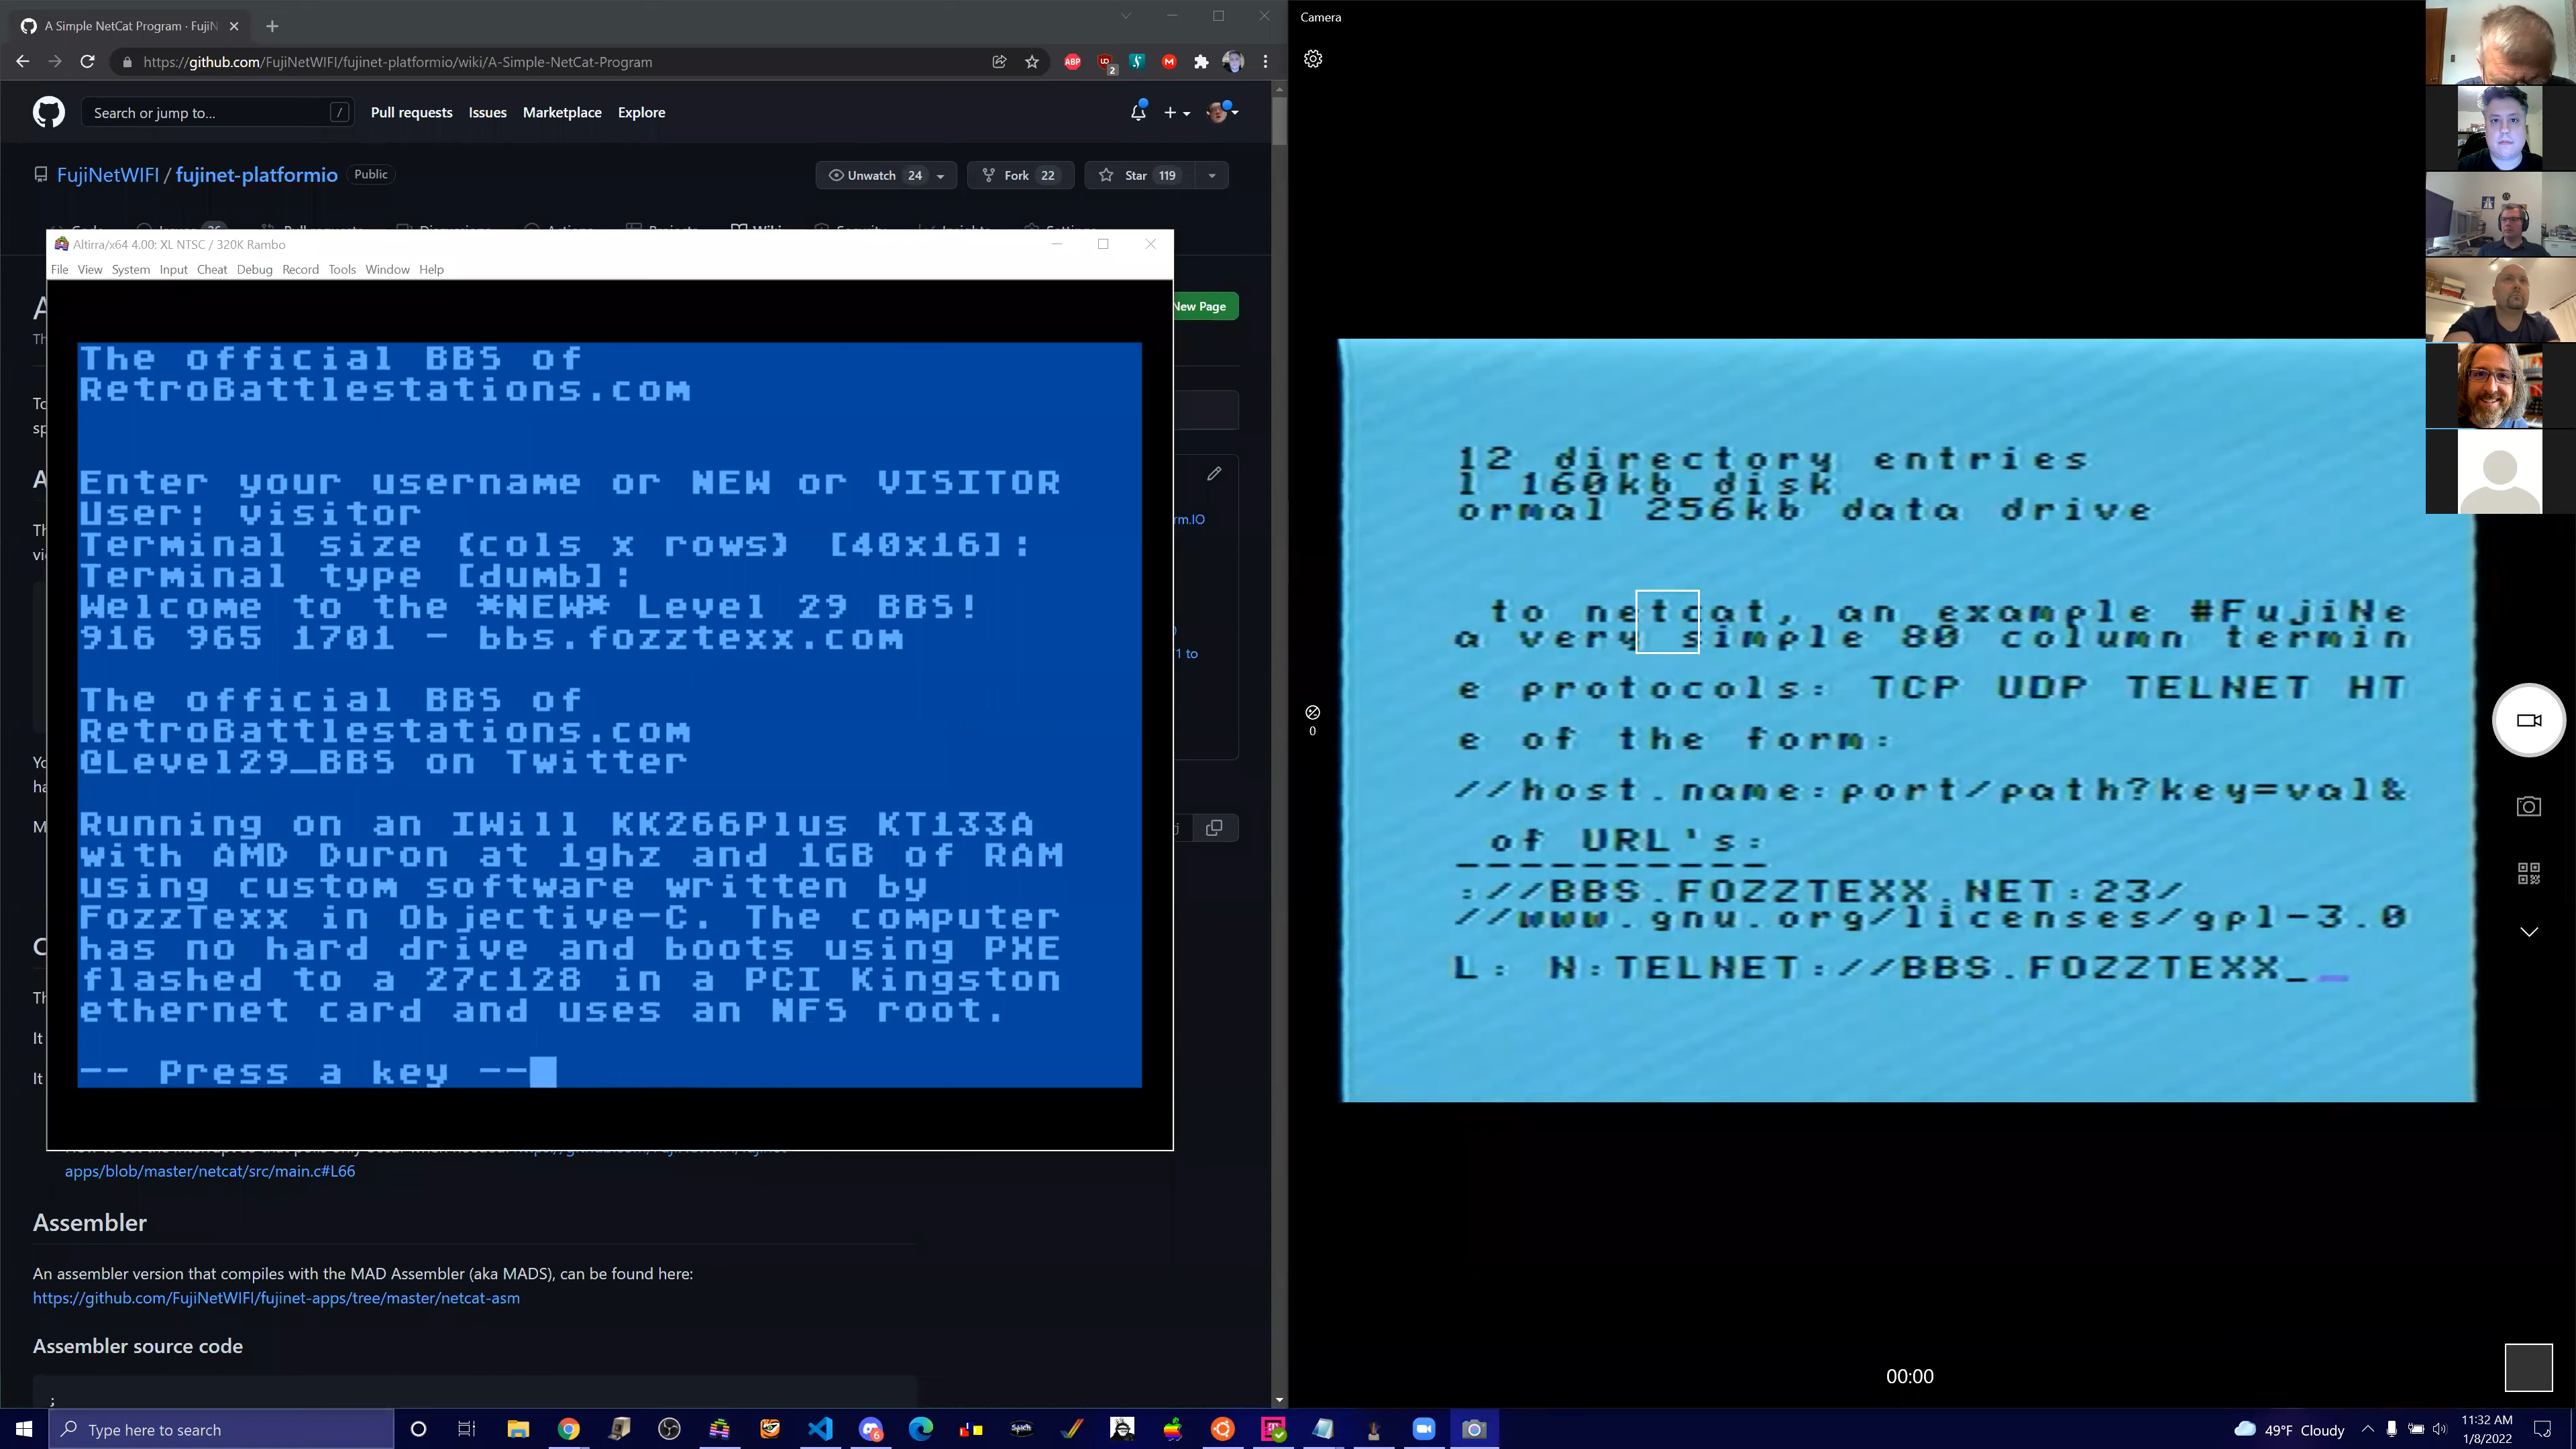 A Simple NetCat Program · FujiN
https://github.com/FujiNetWIFI/fujinet-platformio/wiki/A-Simple-NetCat-Program
ABP
2
Search or jump to...
/
Pull requests
Issues
Marketplace
Explore
FujiNetWIFI / fujinet-platformio
Public
Unwatch 24
Fork 22
Star 119
Altirra/x64 4.00: XL NTSC / 320K Rambo
File View System Input Cheat Debug Record Tools Window Help
New Page
rm.IO
1 to
The official BBS of
RetroBattlestations.com
Enter your username or NEW or VISITOR
User: visitor
Terminal size (cols x rows) [40x16]:
Terminal type [dumb]:
Welcome to the *NEW* Level 29 BBS!
916 965 1701 - bbs.fozztexx.com
The official BBS of
RetroBattlestations.com
@Level29_BBS on Twitter
Running on an IWill KK266Plus KT133A
with AMD Duron at 1ghz and 1GB of RAM
using custom software written by
FozzTexx in Objective-C. The computer
has no hard drive and boots using PXE
flashed to a 27c128 in a PCI Kingston
ethernet card and uses an NFS root.
-- Press a key --
It
It
apps/blob/master/netcat/src/main.c#L66
Assembler
An assembler version that compiles with the MAD Assembler (aka MADS), can be found here:
https://github.com/FujiNetWIFI/fujinet-apps/tree/master/netcat-asm
Assembler source code
;
Camera
0
12 directory entries
l 160kb disk
ormal 256kb data drive
to netcat, an example #FujiNe
a very simple 80 column termin
e protocols: TCP UDP TELNET HT
e of the form:
//host.name:port/path?key=val&
of URL's:
----------
://BBS.FOZZTEXX.NET:23/
//www.gnu.org/licenses/gpl-3.0
L: N:TELNET://BBS.FOZZTEXX_
00:00
Type here to search
6
49°F Cloudy
11:32 AM
1/8/2022